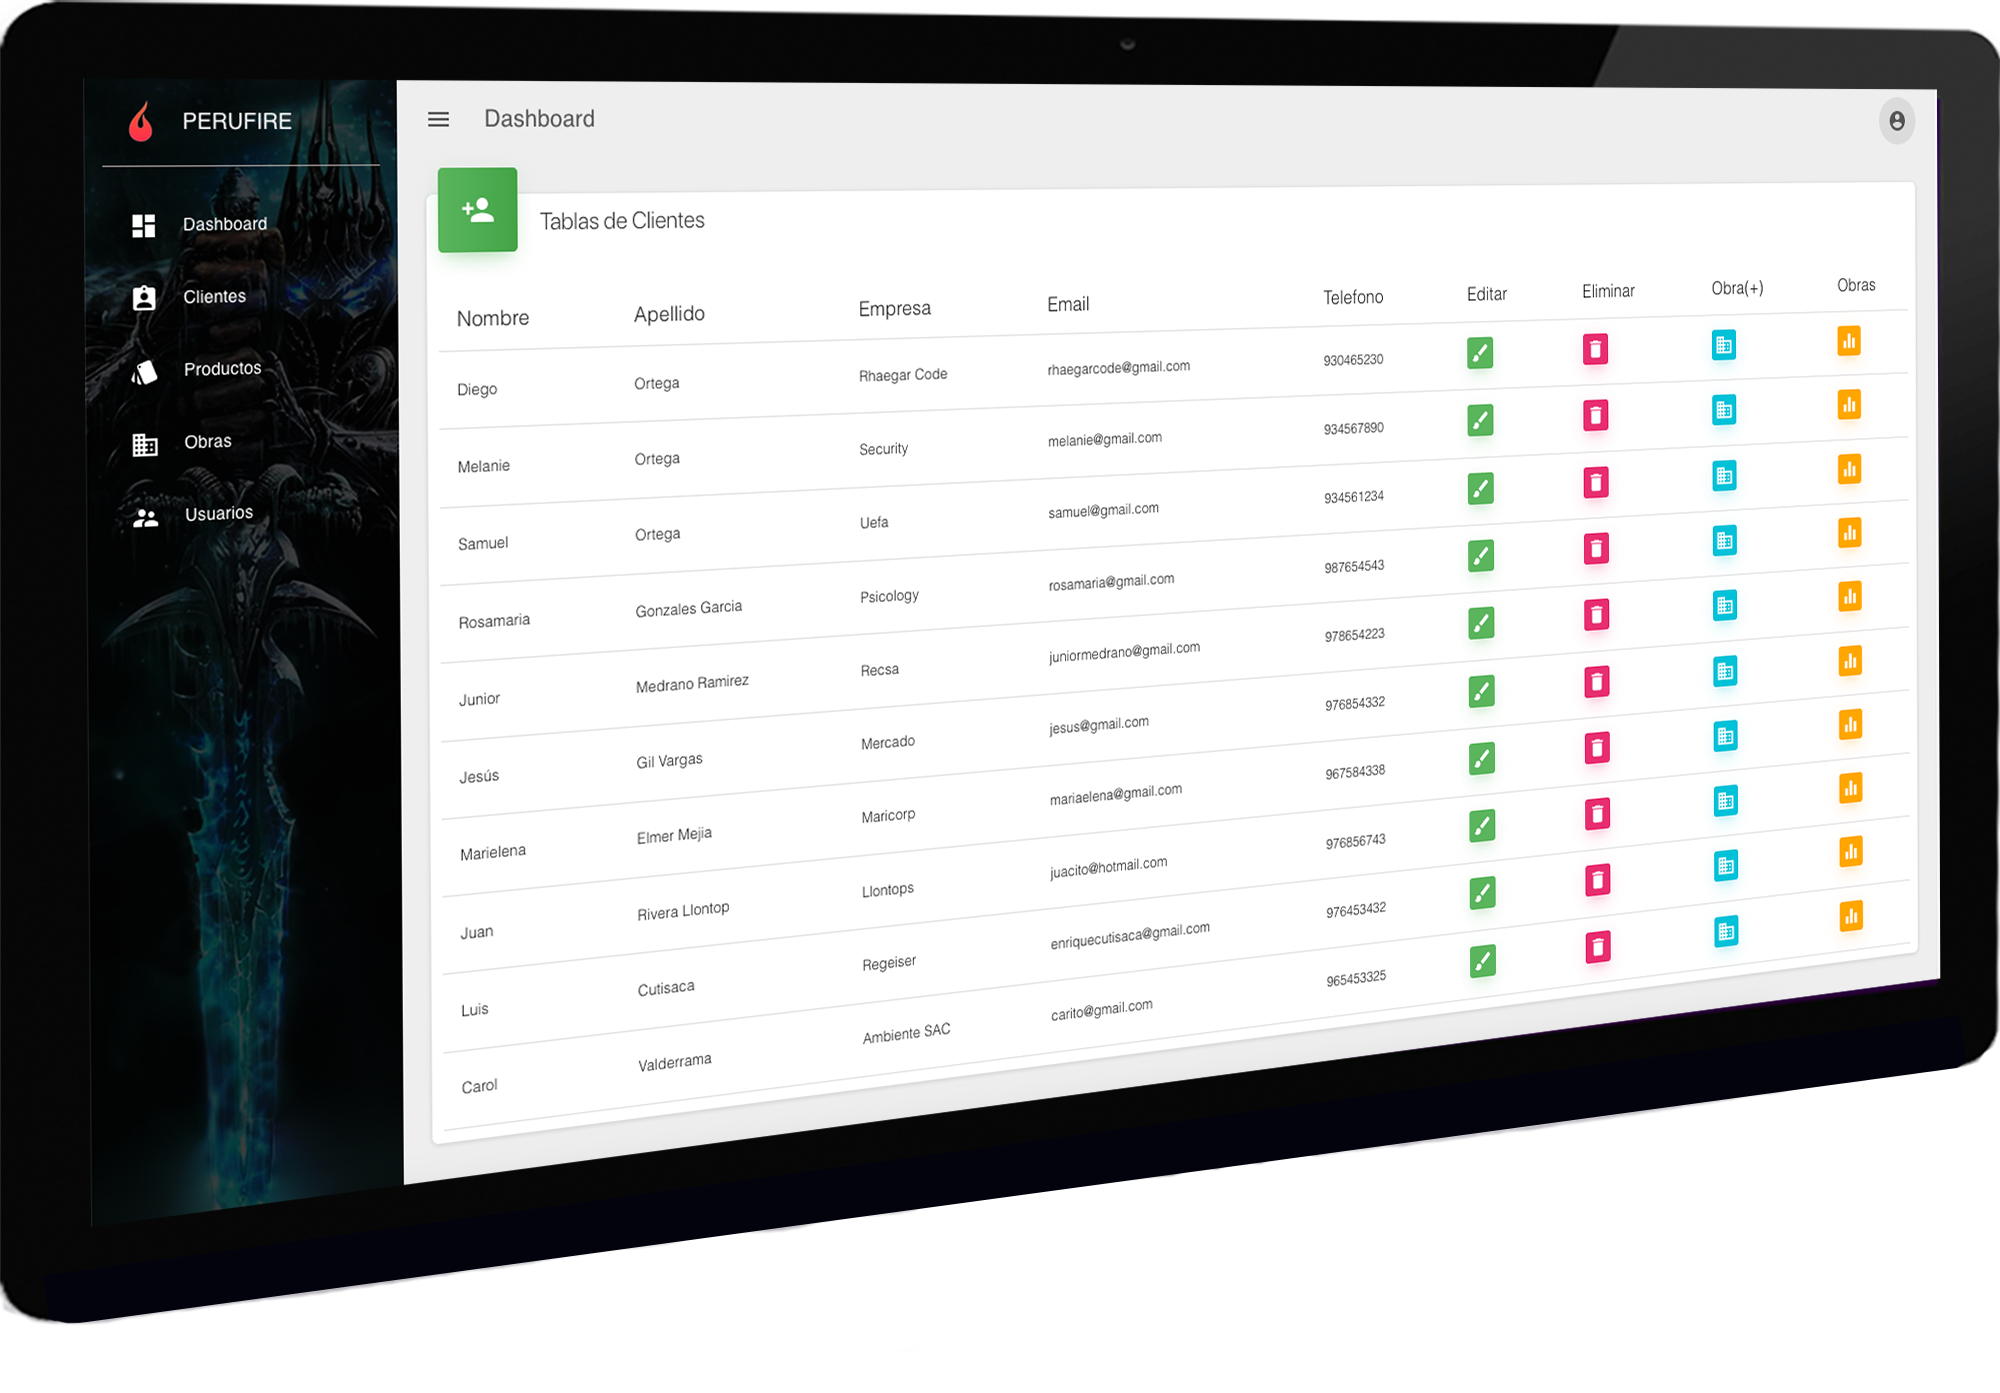 PERUFIRE
Dashboard
Clientes
Productos
Obras
Usuarios
Dashboard
Tablas de Clientes
Nombre Apellido Empresa Email Telefono Editar Eliminar Obra(+) Obras
Diego Ortega Rhaegar Code rhaegarcode@gmail.com 930465230
Melanie Ortega Security melanie@gmail.com 934567890
Samuel Ortega Uefa samuel@gmail.com 934561234
Rosamaria Gonzales Garcia Psicology rosamaria@gmail.com 987654543
Junior Medrano Ramirez Recsa juniormedrano@gmail.com 978654223
Jesús Gil Vargas Mercado jesus@gmail.com 976854332
Marielena Elmer Mejia Maricorp mariaelena@gmail.com 967584338
Juan Rivera Llontop Llontops juacito@hotmail.com 976856743
Luis Cutisaca Regeiser enriquecutisaca@gmail.com 976453432
Carol Valderrama Ambiente SAC carito@gmail.com 965453325